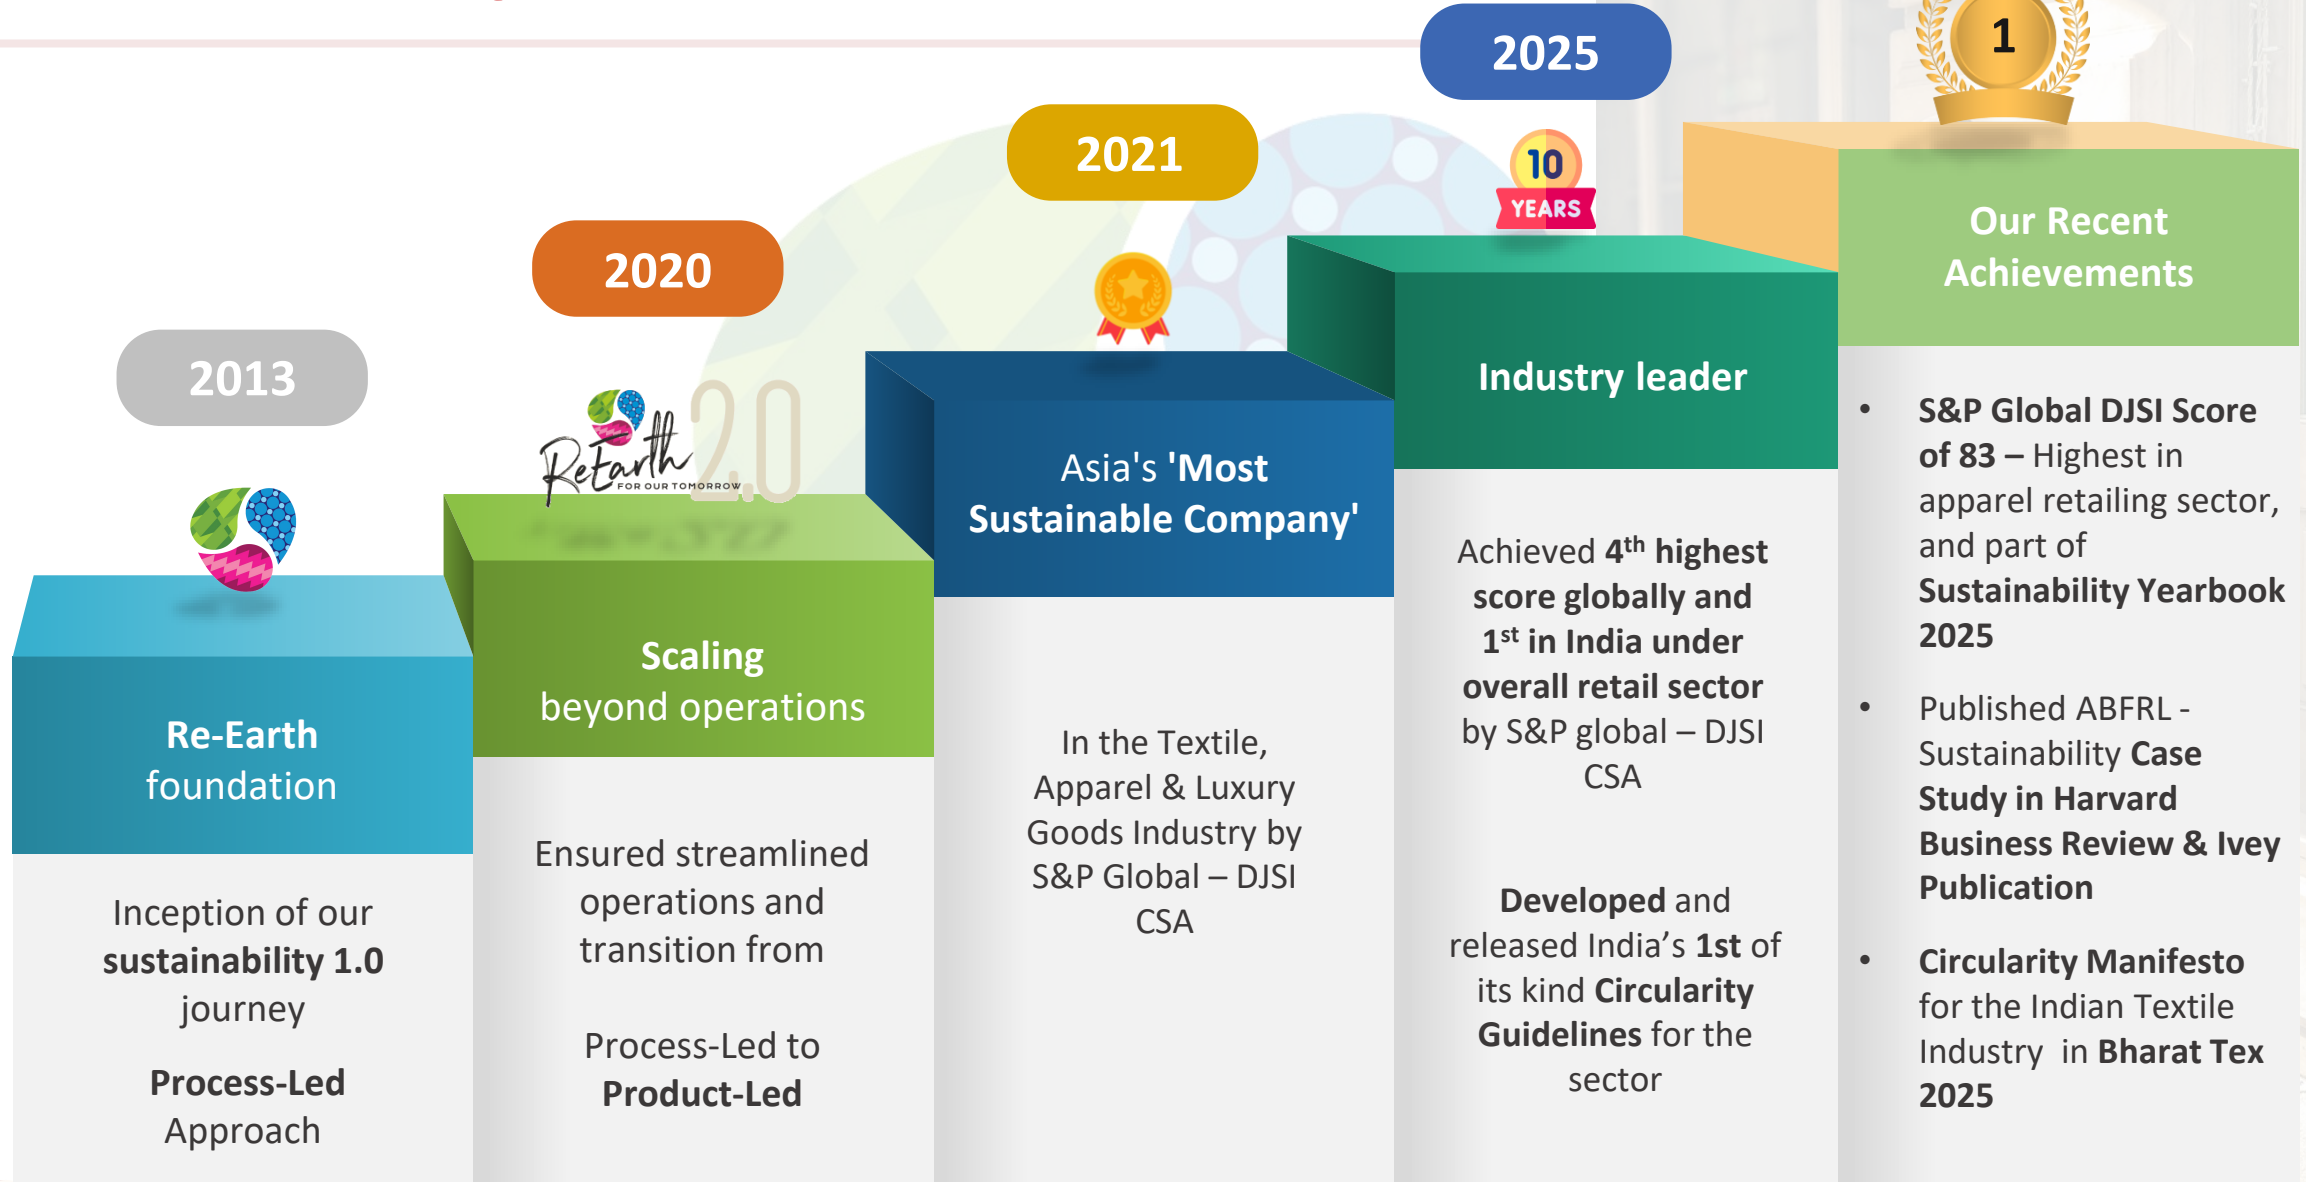 2013
Re-Earth
foundation
Inception of our
sustainability 1.0
journey
Process-Led
Approach
2020
ReEarth
FOR OUR TOMORROW
2.0
Scaling
beyond operations
Ensured streamlined
operations and
transition from
Process-Led to
Product-Led
2021
Asia's 'Most
Sustainable Company'
In the Textile,
Apparel & Luxury
Goods Industry by
S&P Global – DJSI
CSA
2025
10
YEARS
Industry leader
Achieved 4th highest
score globally and
1st in India under
overall retail sector
by S&P global – DJSI
CSA
Developed and
released India’s 1st of
its kind Circularity
Guidelines for the
sector
1
Our Recent
Achievements
• S&P Global DJSI Score
of 83 – Highest in
apparel retailing sector,
and part of
Sustainability Yearbook
2025
• Published ABFRL -
Sustainability Case
Study in Harvard
Business Review & Ivey
Publication
• Circularity Manifesto
for the Indian Textile
Industry in Bharat Tex
2025